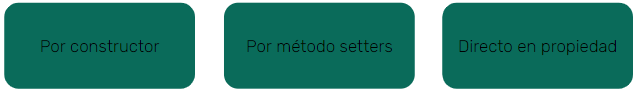 Por constructor
Por método setters
Directo en propiedad